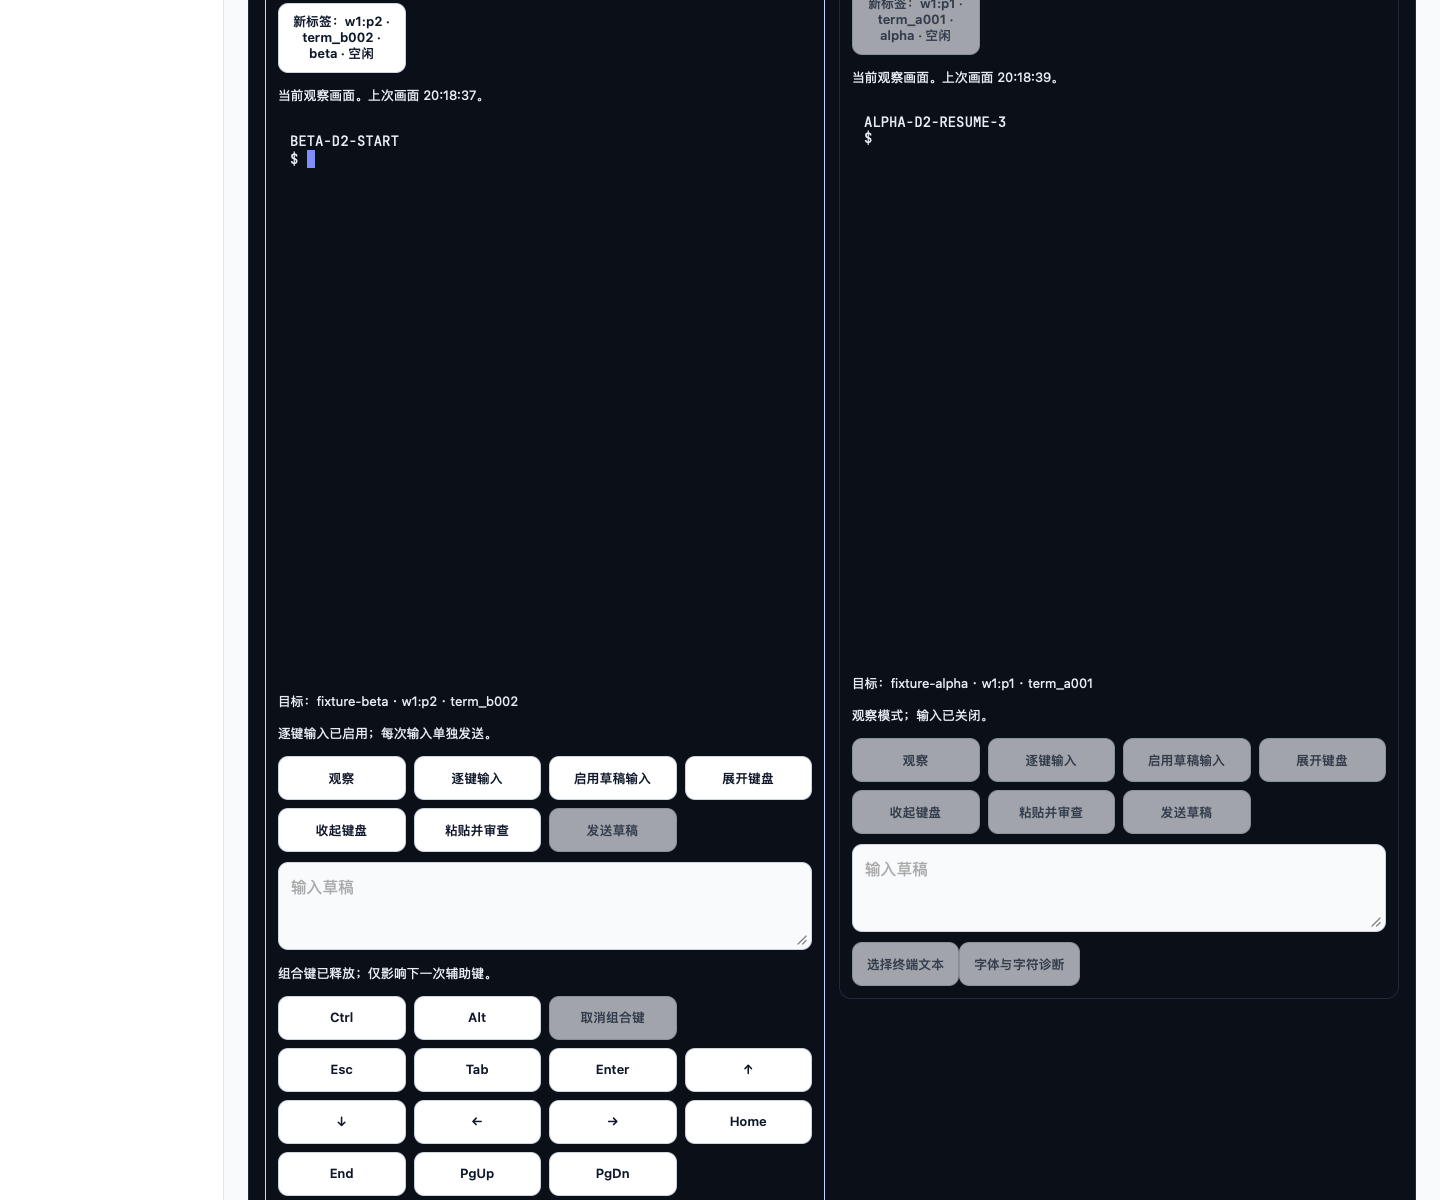 新标签：w1:p2 ·
term_b002 ·
beta · 空闲
当前观察画面。上次画面 20:18:37。
BETA-D2-START
$
目标：fixture-beta · w1:p2 · term_b002
逐键输入已启用；每次输入单独发送。
观察 逐键输入 启用草稿输入 展开键盘
收起键盘 粘贴并审查 发送草稿
输入草稿
组合键已释放；仅影响下一次辅助键。
Ctrl Alt 取消组合键
Esc Tab Enter ↑
↓ ← → Home
End PgUp PgDn
新标签：w1:p1 ·
term_a001 ·
alpha · 空闲
当前观察画面。上次画面 20:18:39。
ALPHA-D2-RESUME-3
$
目标：fixture-alpha · w1:p1 · term_a001
观察模式；输入已关闭。
观察 逐键输入 启用草稿输入 展开键盘
收起键盘 粘贴并审查 发送草稿
输入草稿
选择终端文本 字体与字符诊断